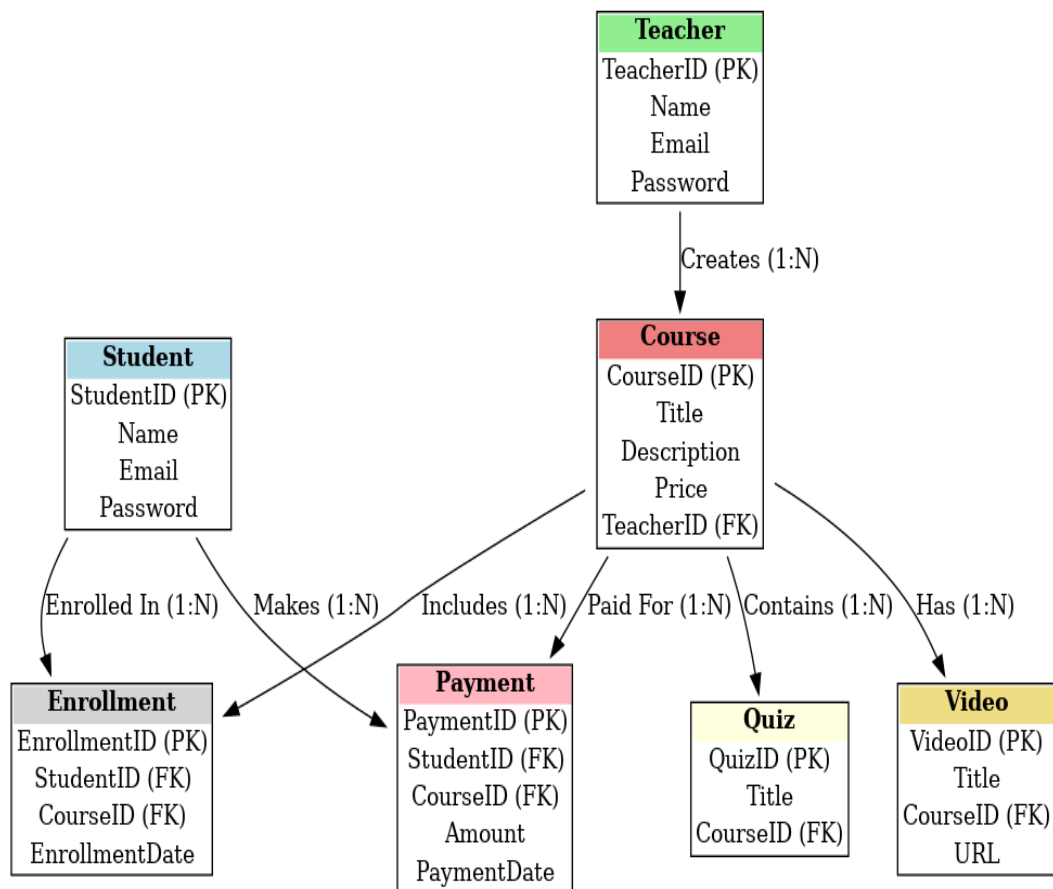 Teacher
TeacherID (PK)
Name
Email
Password
Creates (1:N)
Student
StudentID (PK)
Name
Email
Password
Course
CourseID (PK)
Title
Description
Price
TeacherID (FK)
Enrolled In (1:N)
Makes (1:N)
Includes (1:N)
Paid For (1:N)
Contains (1:N)
Has (1:N)
Enrollment
EnrollmentID (PK)
StudentID (FK)
CourseID (FK)
EnrollmentDate
Payment
PaymentID (PK)
StudentID (FK)
CourseID (FK)
Amount
PaymentDate
Quiz
QuizID (PK)
Title
CourseID (FK)
Video
VideoID (PK)
Title
CourseID (FK)
URL